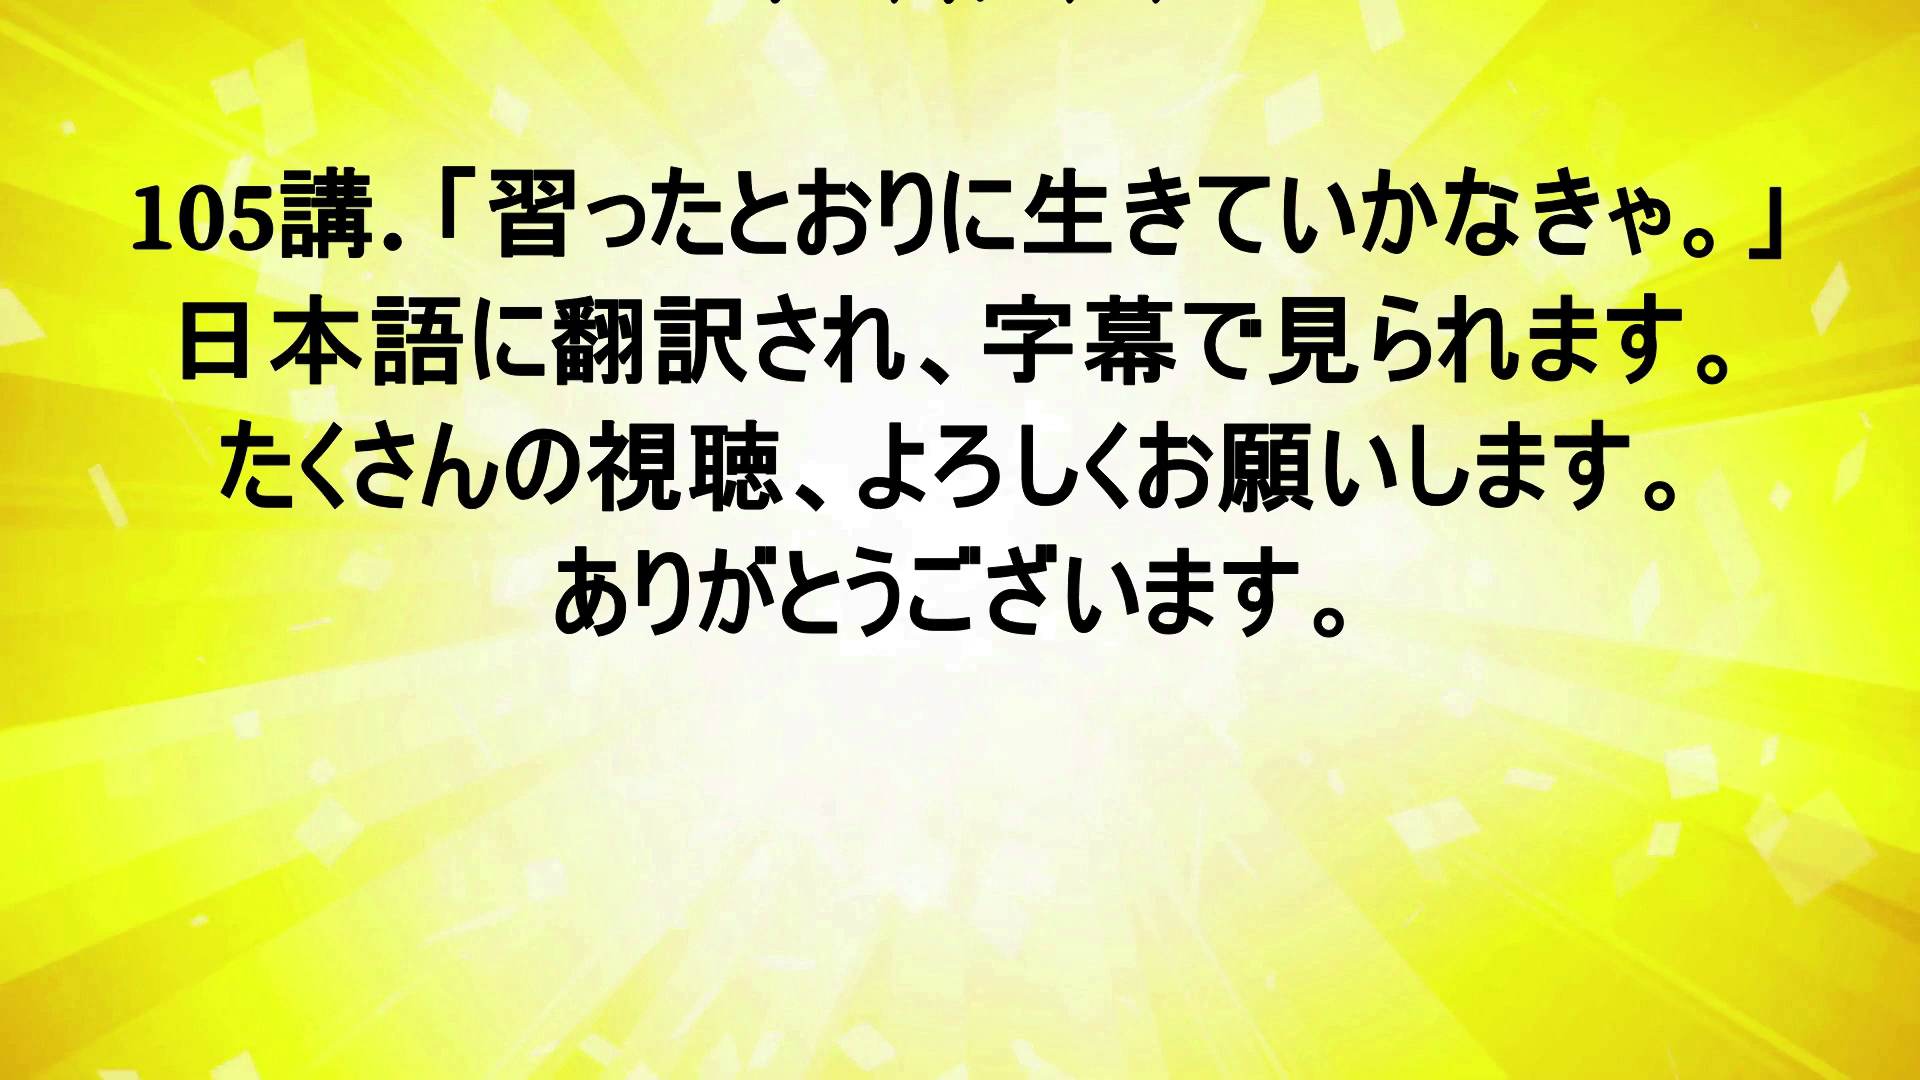 105講.「習ったとおりに生きていかなきゃ。」
日本語に翻訳され、字幕で見られます。
たくさんの視聴、よろしくお願いします。
ありがとうございます。